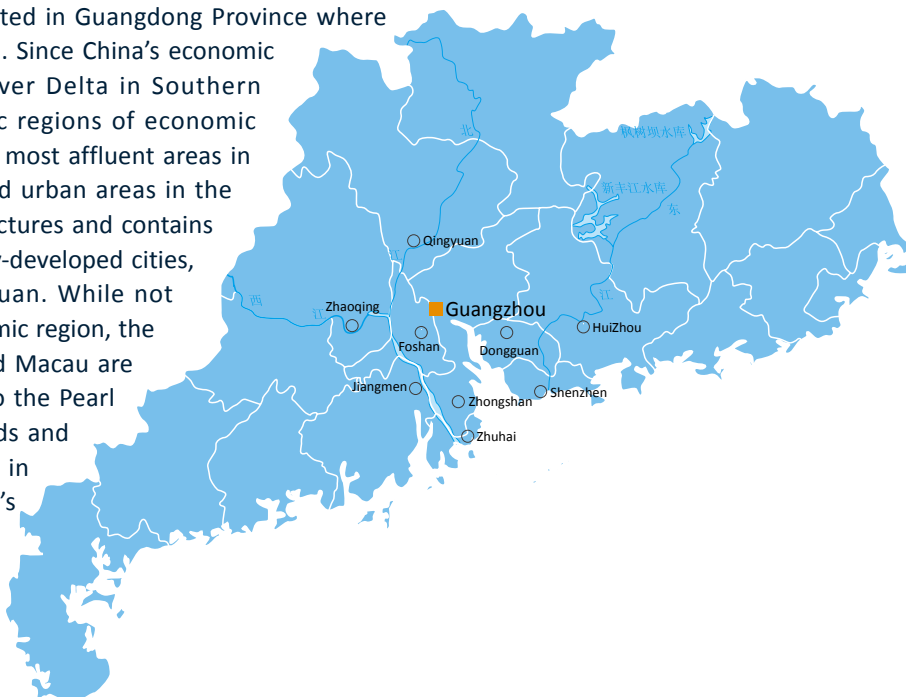 ted in Guangdong Province where
. Since China’s economic
ver Delta in Southern
c regions of economic
most affluent areas in
d urban areas in the
ctures and contains
-developed cities,
uan. While not
mic region, the
d Macau are
o the Pearl
ds and
in
’s
北
枫树坝水库
新丰江水库
东
Qingyuan
江
西
江
江
Zhaoqing
Guangzhou
Foshan
Dongguan
HuiZhou
Jiangmen
Zhongshan
Shenzhen
Zhuhai